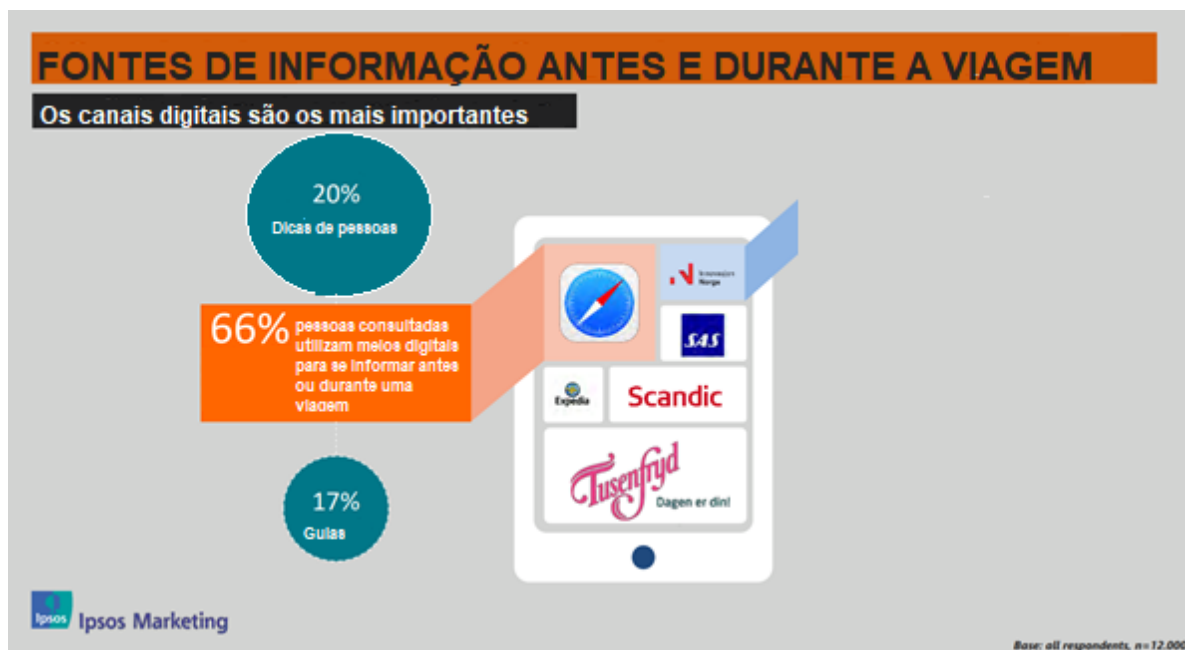 FONTES DE INFORMAÇÃO ANTES E DURANTE A VIAGEM
Os canais digitais são os mais importantes
20%
Dicas de pessoas
66% pessoas consultadas
utilizam meios digitais
para se informar antes
ou durante uma
viagem
17%
Guias
Innovasjon
Norge
SAS
Expedia
Scandic
Tusenfryd
Dagen er din!
Ipsos Ipsos Marketing
Base: all respondents, n=12.000